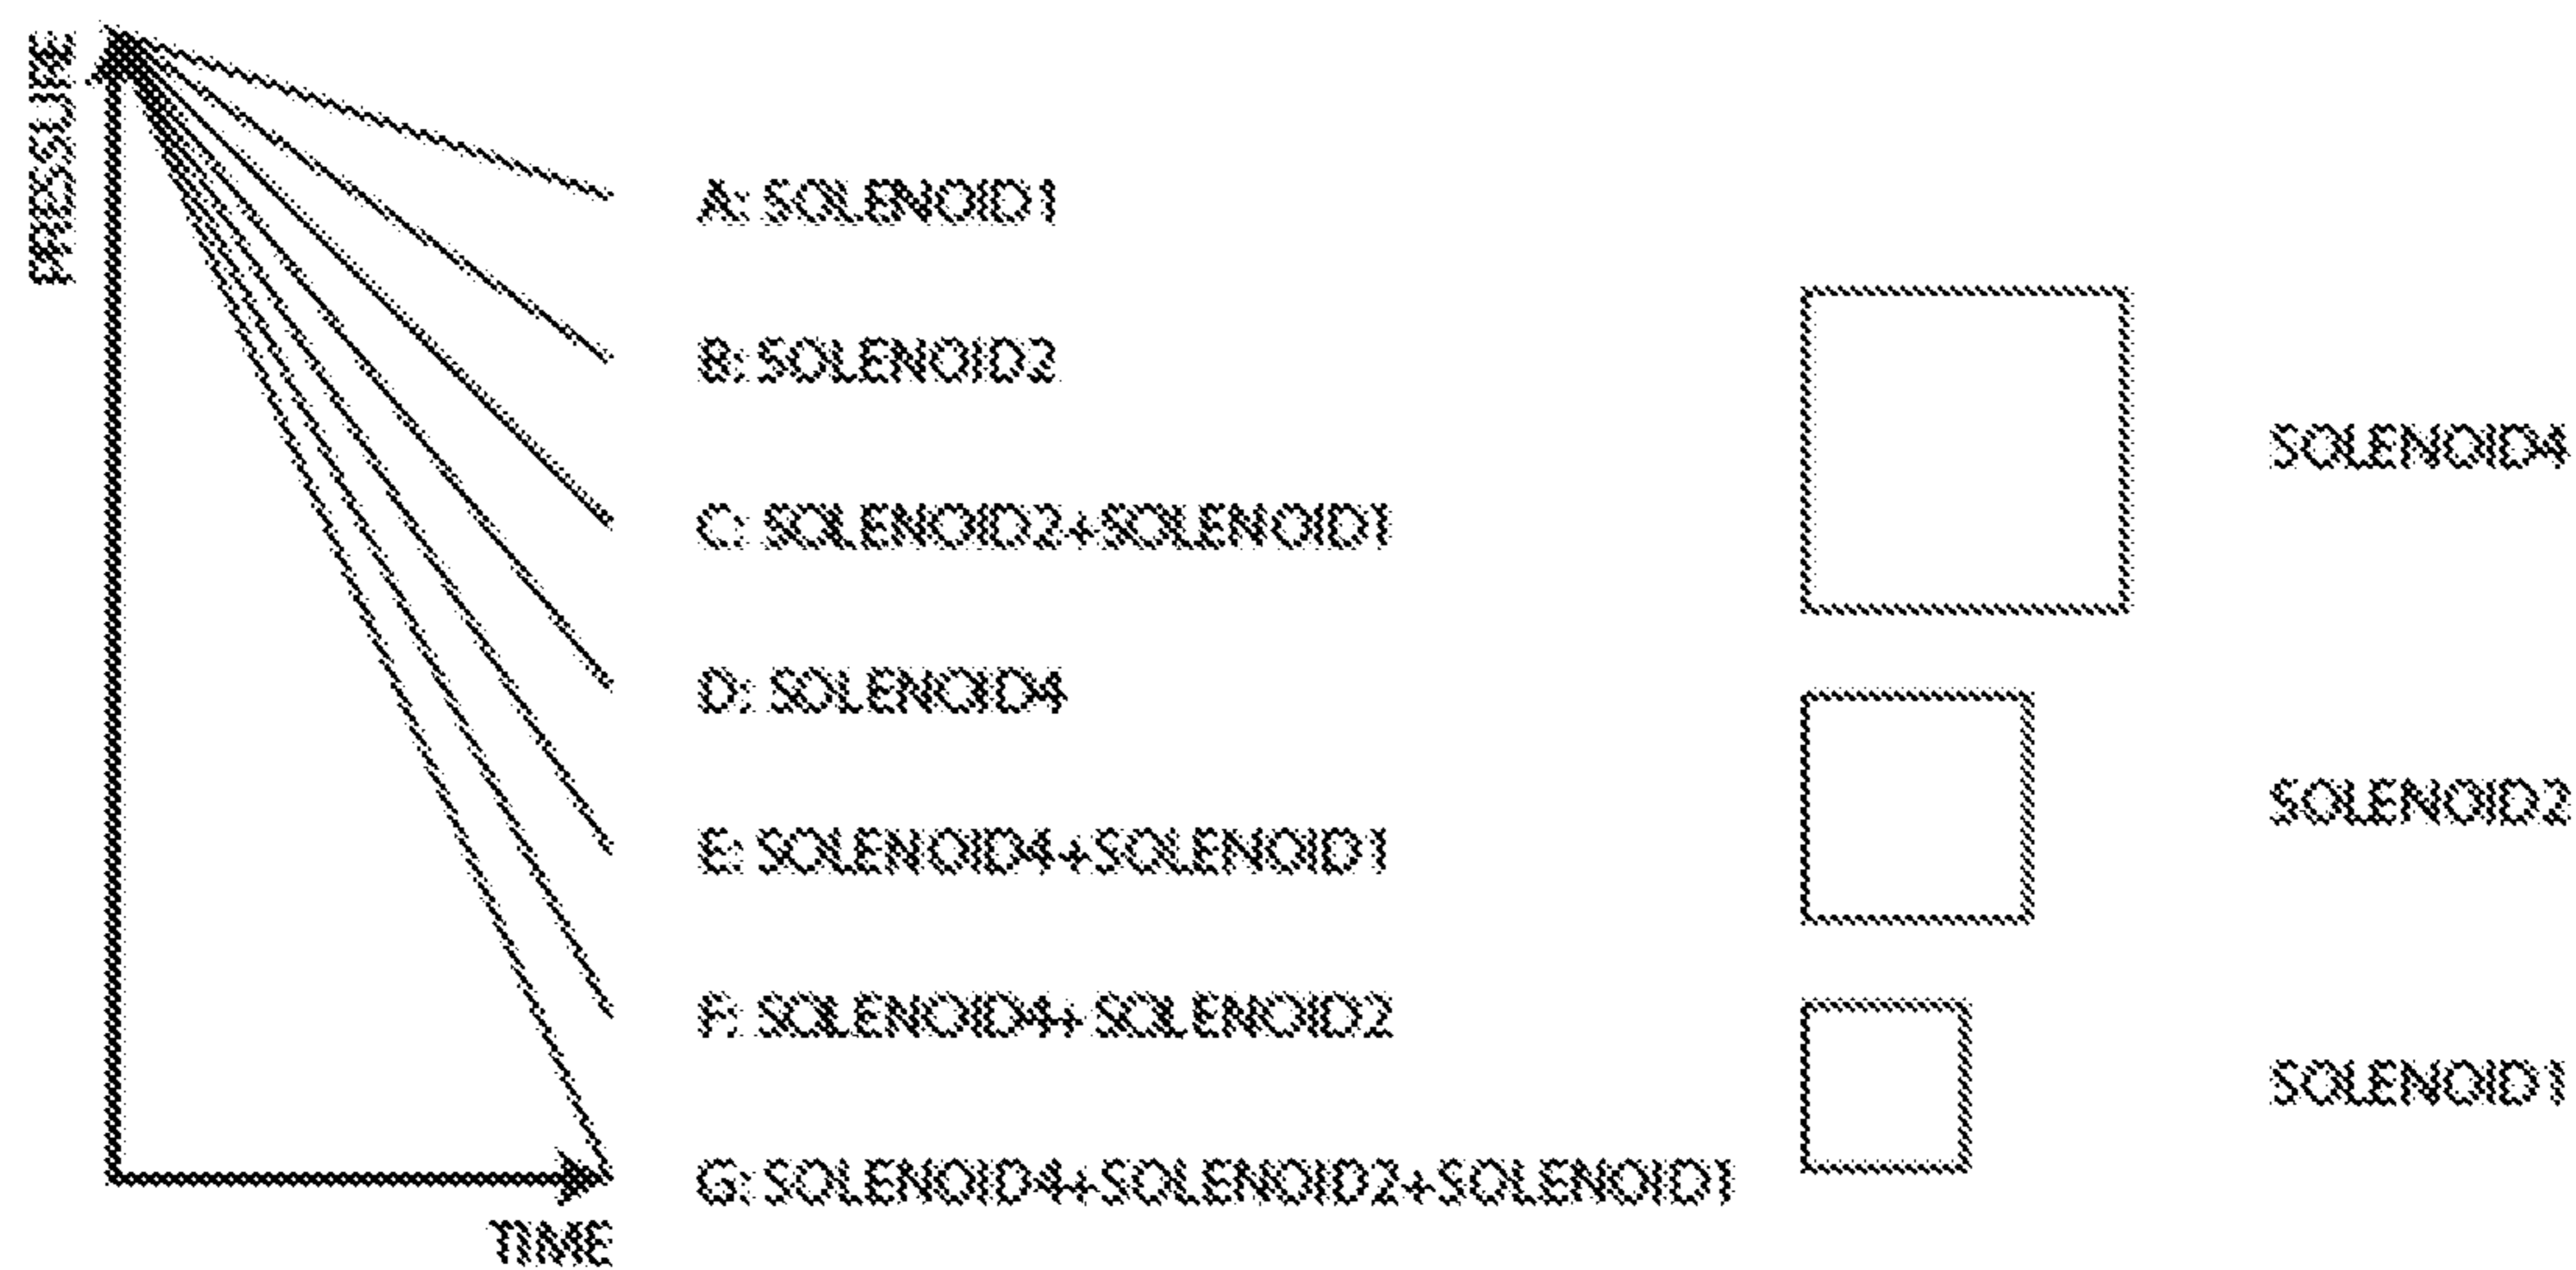 PRESSURE
A: SOLENOID1
B: SOLENOID2
C: SOLENOID2+SOLENOID1
D: SOLENOID4
E: SOLENOID4+SOLENOID1
F: SOLENOID4+SOLENOID2
G: SOLENOID4+SOLENOID2+SOLENOID1
TIME
SOLENOID4
SOLENOID2
SOLENOID1